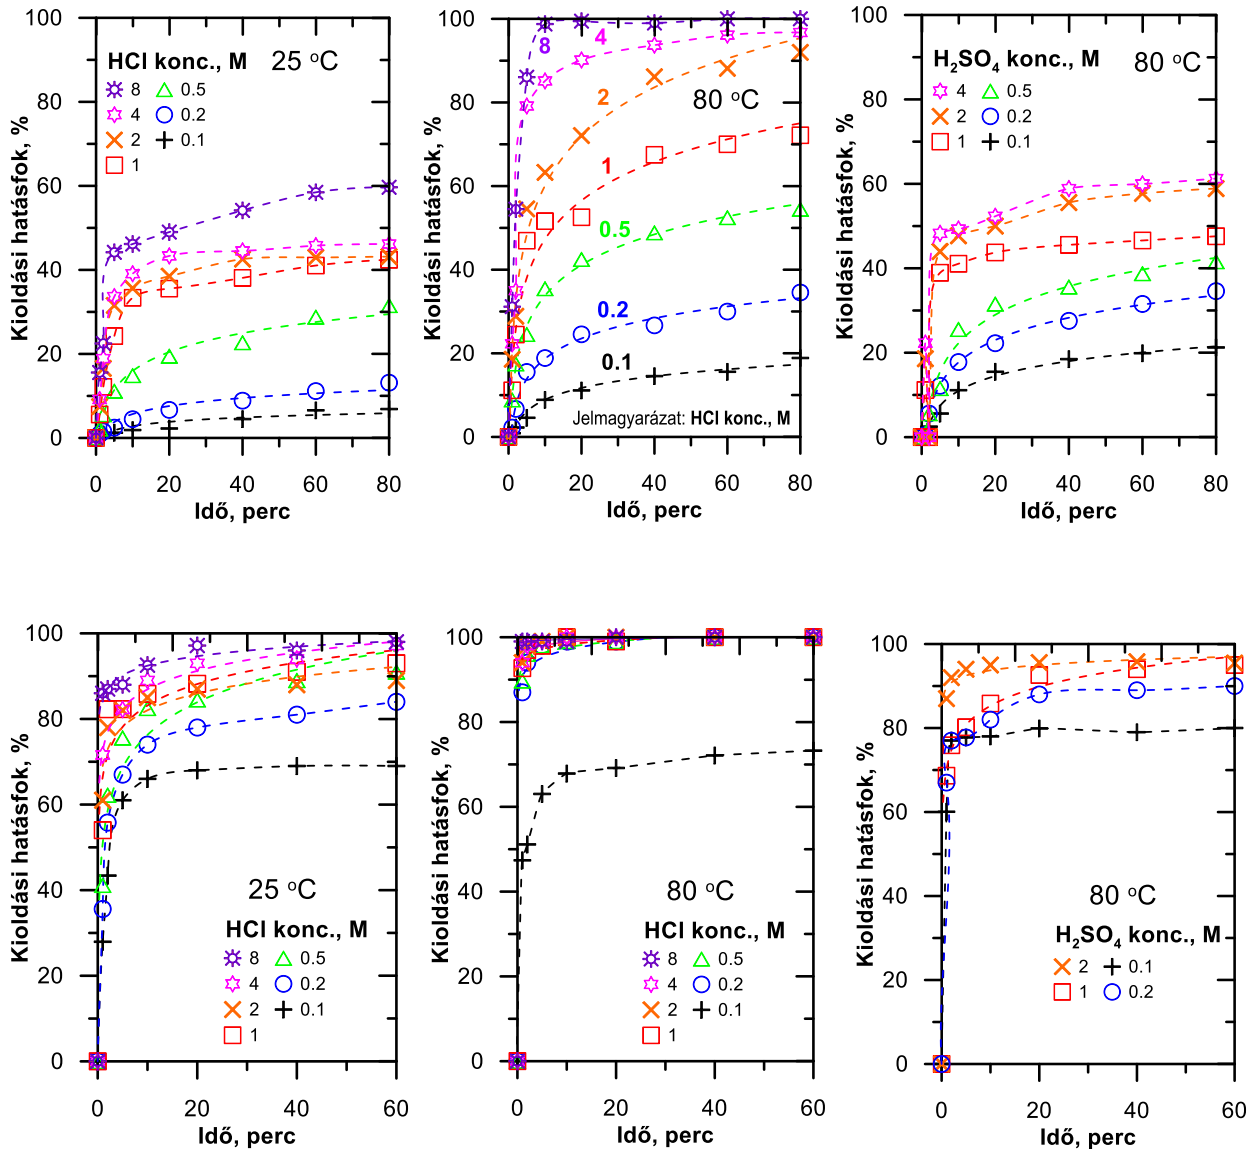 Kioldási hatásfok, %
100
80
60
40
20
0
HCl konc., M
25 °C
8 0.5
4 0.2
2 0.1
1
0 20 40 60 80
Idő, perc
Kioldási hatásfok, %
100
80
60
40
20
0
8
4
2
80 °C
1
0.5
0.2
0.1
Jelmagyarázat: HCl konc., M
0 20 40 60 80
Idő, perc
Kioldási hatásfok, %
100
80
60
40
20
0
H₂SO₄ konc., M
80 °C
4 0.5
2 0.2
1 0.1
0 20 40 60 80
Idő, perc
Kioldási hatásfok, %
100
80
60
40
20
0
25 °C
HCl konc., M
8 0.5
4 0.2
2 0.1
1
0 20 40 60
Idő, perc
Kioldási hatásfok, %
100
80
60
40
20
0
80 °C
HCl konc., M
8 0.5
4 0.2
2 0.1
1
0 20 40 60
Idő, perc
Kioldási hatásfok, %
100
80
60
40
20
0
80 °C
H₂SO₄ konc., M
2 0.1
1 0.2
0 20 40 60
Idő, perc